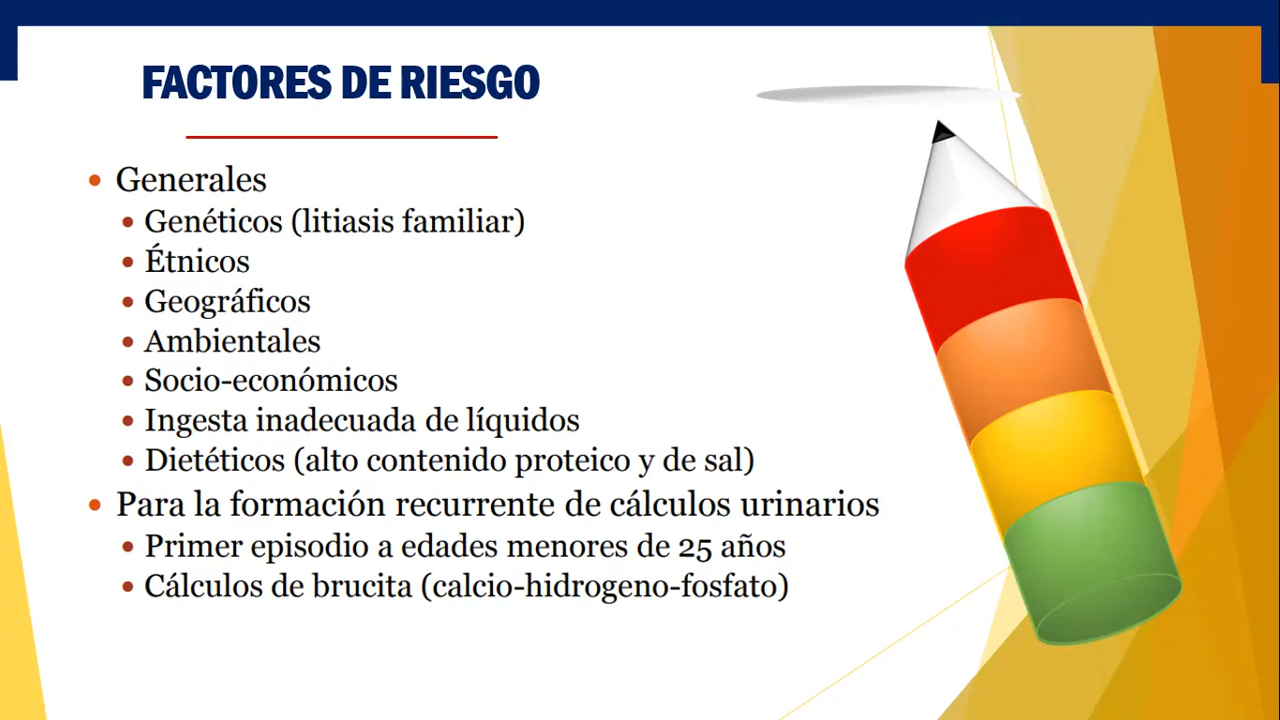 FACTORES DE RIESGO
• Generales
• Genéticos (litiasis familiar)
• Étnicos
• Geográficos
• Ambientales
• Socio-económicos
• Ingesta inadecuada de líquidos
• Dietéticos (alto contenido proteico y de sal)
• Para la formación recurrente de cálculos urinarios
• Primer episodio a edades menores de 25 años
• Cálculos de brucita (calcio-hidrogeno-fosfato)